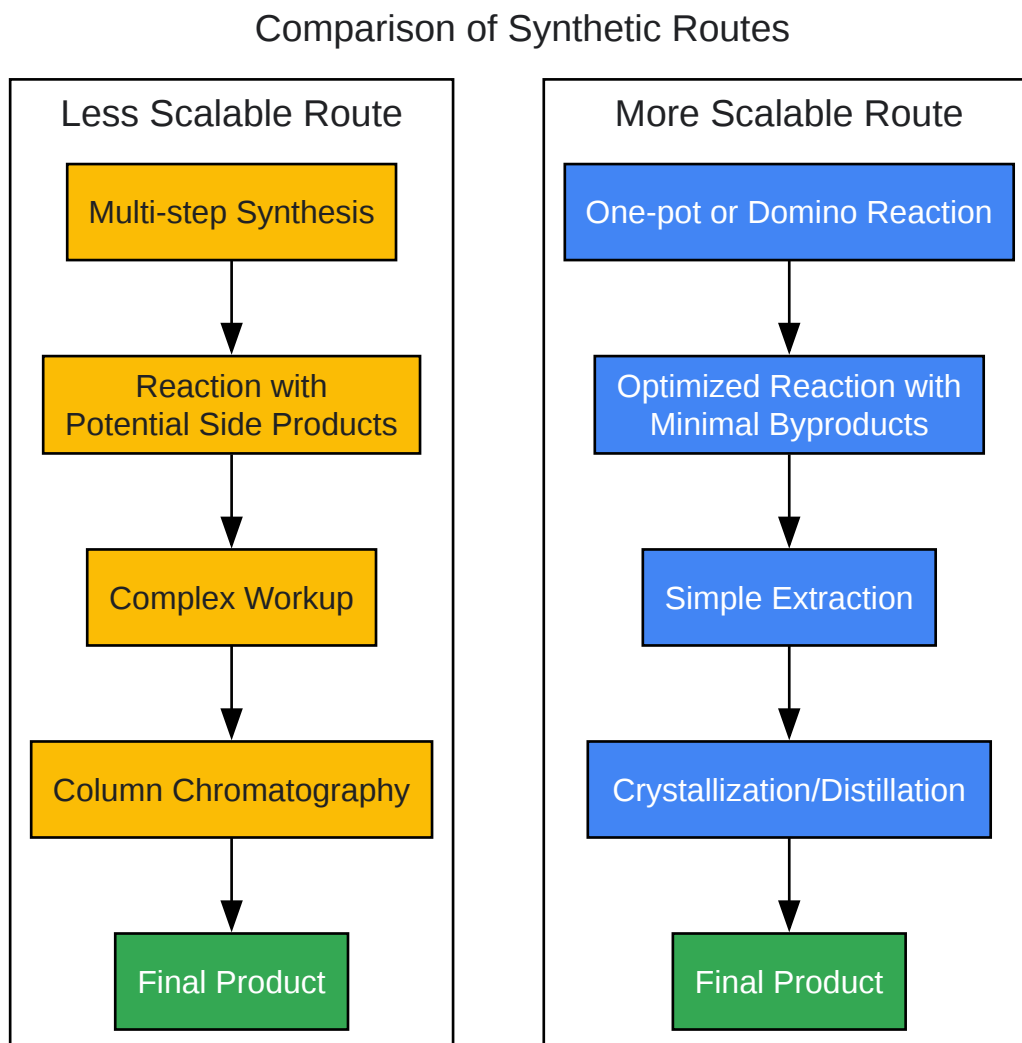 Comparison of Synthetic Routes
Less Scalable Route
Multi-step Synthesis
Reaction with
Potential Side Products
Complex Workup
Column Chromatography
Final Product
More Scalable Route
One-pot or Domino Reaction
Optimized Reaction with
Minimal Byproducts
Simple Extraction
Crystallization/Distillation
Final Product